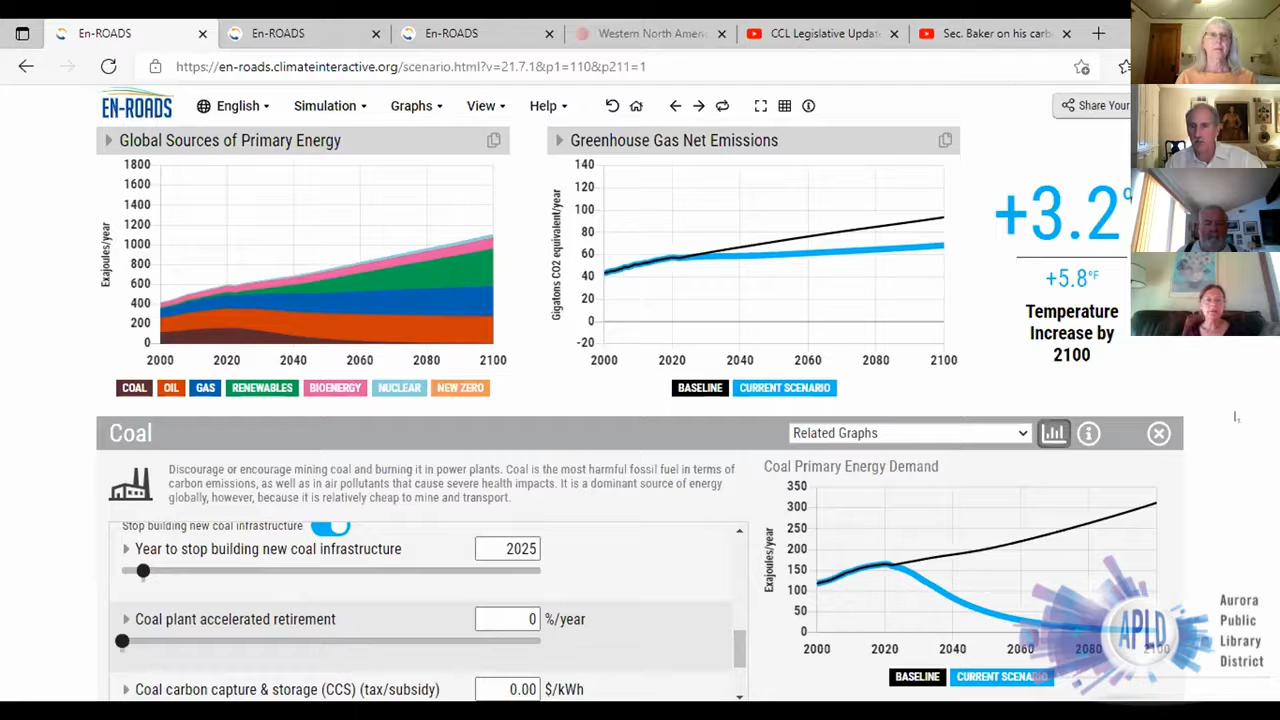 En-ROADS
En-ROADS
En-ROADS
Western North Ameri
CCL Legislative Update
Sec. Baker on his carb
https://en-roads.climateinteractive.org/scenario.html?v=21.7.1&p1=110&p211=1
EN-ROADS
English
Simulation
Graphs
View
Help
Share Your
Global Sources of Primary Energy
Exajoules/year
1800
1600
1400
1200
1000
800
600
400
200
0
2000 2020 2040 2060 2080 2100
COAL OIL GAS RENEWABLES BIOENERGY NUCLEAR NEW ZERO
Greenhouse Gas Net Emissions
Gigatons CO2 equivalent/year
140
120
100
80
60
40
20
0
-20
2000 2020 2040 2060 2080 2100
BASELINE CURRENT SCENARIO
+3.2°
+5.8°F
Temperature
Increase by
2100
Coal
Related Graphs
Discourage or encourage mining coal and burning it in power plants. Coal is the most harmful fossil fuel in terms of
carbon emissions, as well as in air pollutants that cause severe health impacts. It is a dominant source of energy
globally, however, because it is relatively cheap to mine and transport.
Stop building new coal infrastructure
Year to stop building new coal infrastructure 2025
Coal plant accelerated retirement 0 %/year
Coal carbon capture & storage (CCS) (tax/subsidy) 0.00 $/kWh
Coal Primary Energy Demand
Exajoules/year
350
300
250
200
150
100
50
0
2000 2020 2040 2060 2080 2100
BASELINE CURRENT SCENARIO
APLD
Aurora
Public
Library
District